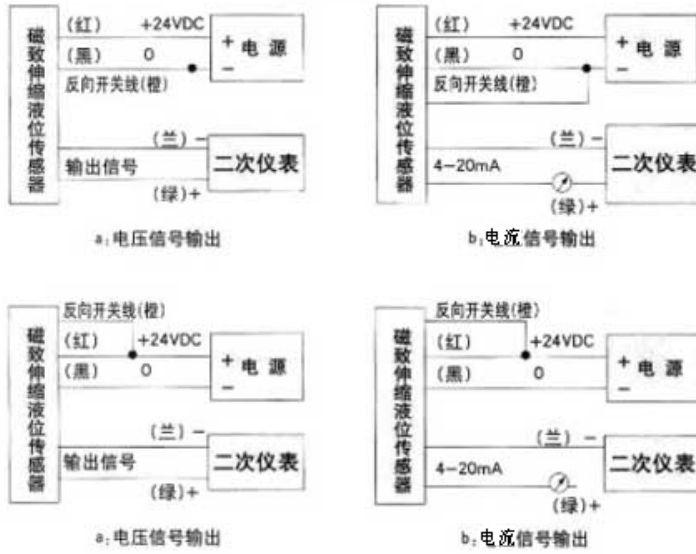 磁致伸缩液位传感器
(红) +24VDC
(黑) 0
反向开关线(橙)
+ 电源
−
(兰) −
输出信号
(绿)+
二次仪表
a:电压信号输出
磁致伸缩液位传感器
(红) +24VDC
(黑) 0
反向开关线(橙)
+ 电源
−
(兰) −
4−20mA
(绿)+
二次仪表
b:电流信号输出
磁致伸缩液位传感器
反向开关线(橙)
(红) +24VDC
(黑) 0
+ 电源
−
(兰) −
输出信号
(绿)+
二次仪表
a:电压信号输出
磁致伸缩液位传感器
反向开关线(橙)
(红) +24VDC
(黑) 0
+ 电源
−
(兰) −
4−20mA
(绿)+
二次仪表
b:电流信号输出